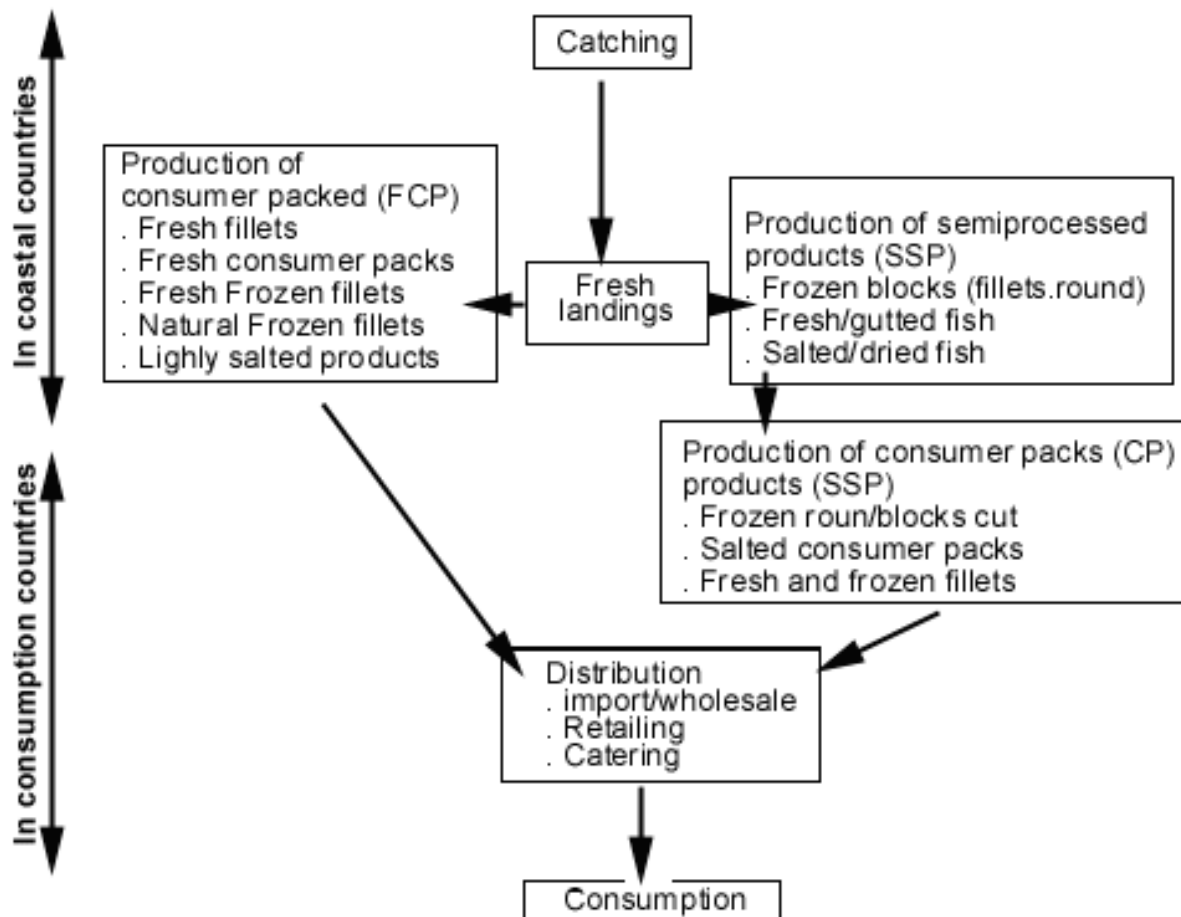 In coastal countries
Catching
Production of
consumer packed (FCP)
. Fresh fillets
. Fresh consumer packs
. Fresh Frozen fillets
. Natural Frozen fillets
. Lighly salted products
Fresh
landings
Production of semiprocessed
products (SSP)
. Frozen blocks (fillets.round)
. Fresh/gutted fish
. Salted/dried fish
In consumption countries
Production of consumer packs (CP)
products (SSP)
. Frozen roun/blocks cut
. Salted consumer packs
. Fresh and frozen fillets
Distribution
. import/wholesale
. Retailing
. Catering
Consumption